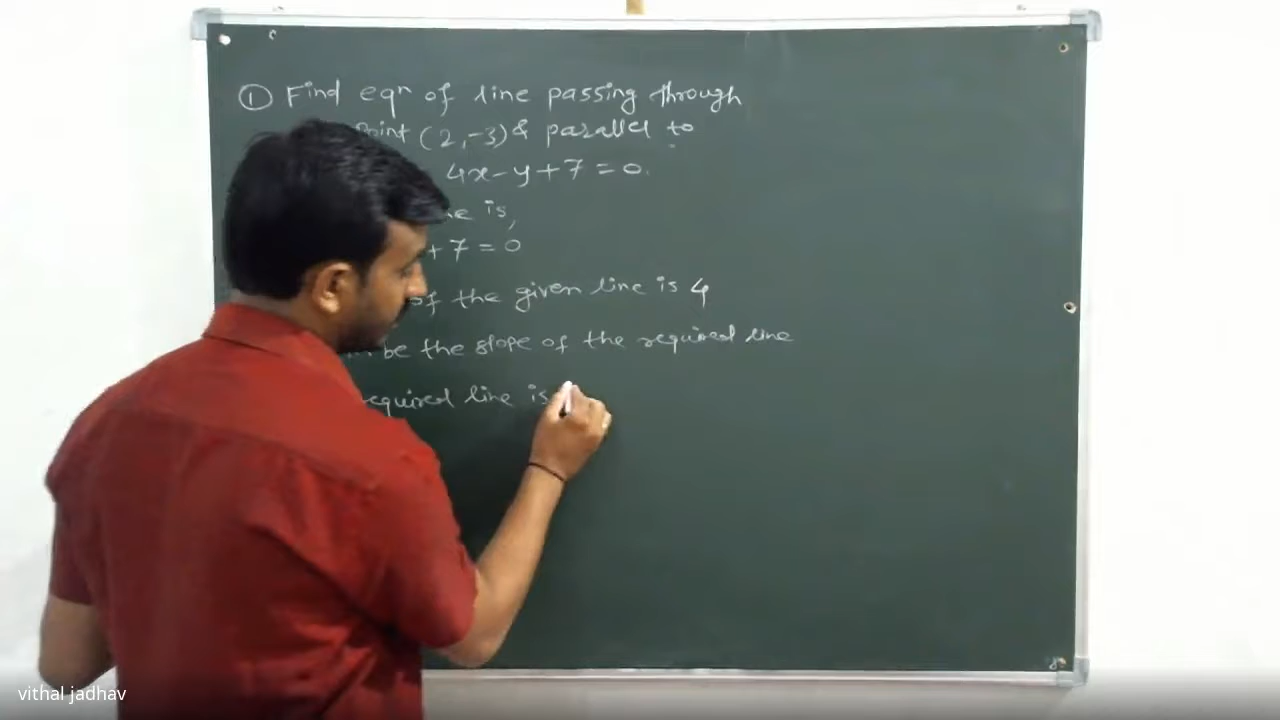 ① Find eqⁿ of line passing through
point (2,-3) & parallel to
4x-y+7=0.
is,
+7=0
of the given line is 4
be the slope of the required line
required line is
vithal jadhav